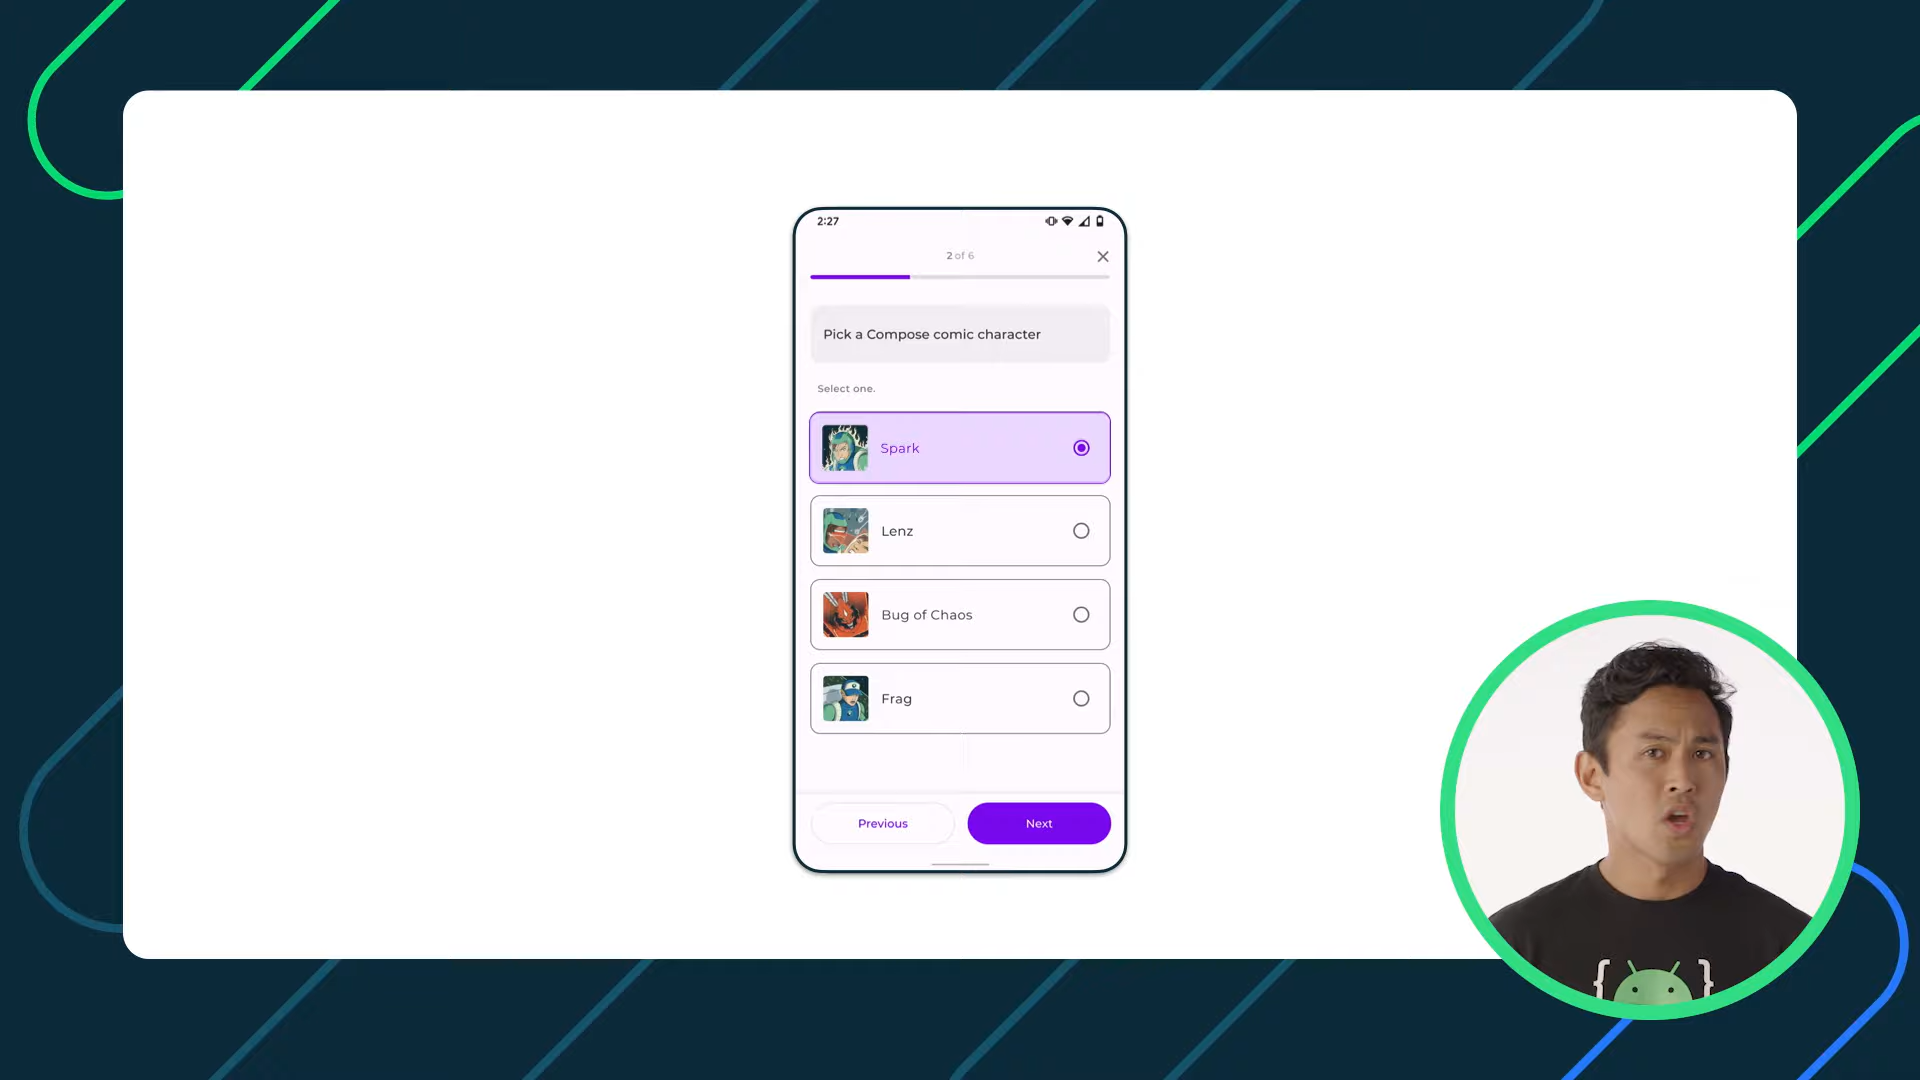 2:27
2 of 6
Pick a Compose comic character
Select one.
Spark
Lenz
Bug of Chaos
Frag
Previous
Next
{ }